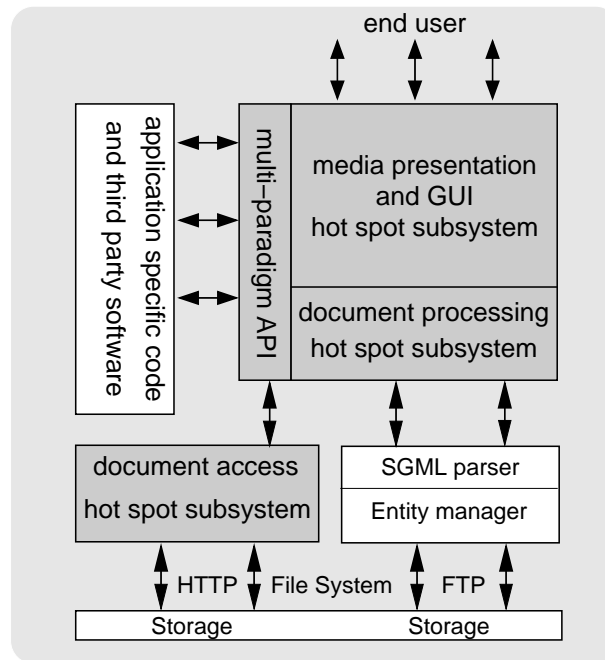 end user
application specific code
and third party software
multi–paradigm API
media presentation
and GUI
hot spot subsystem
document processing
hot spot subsystem
document access
hot spot subsystem
SGML parser
Entity manager
HTTP File System FTP
Storage Storage